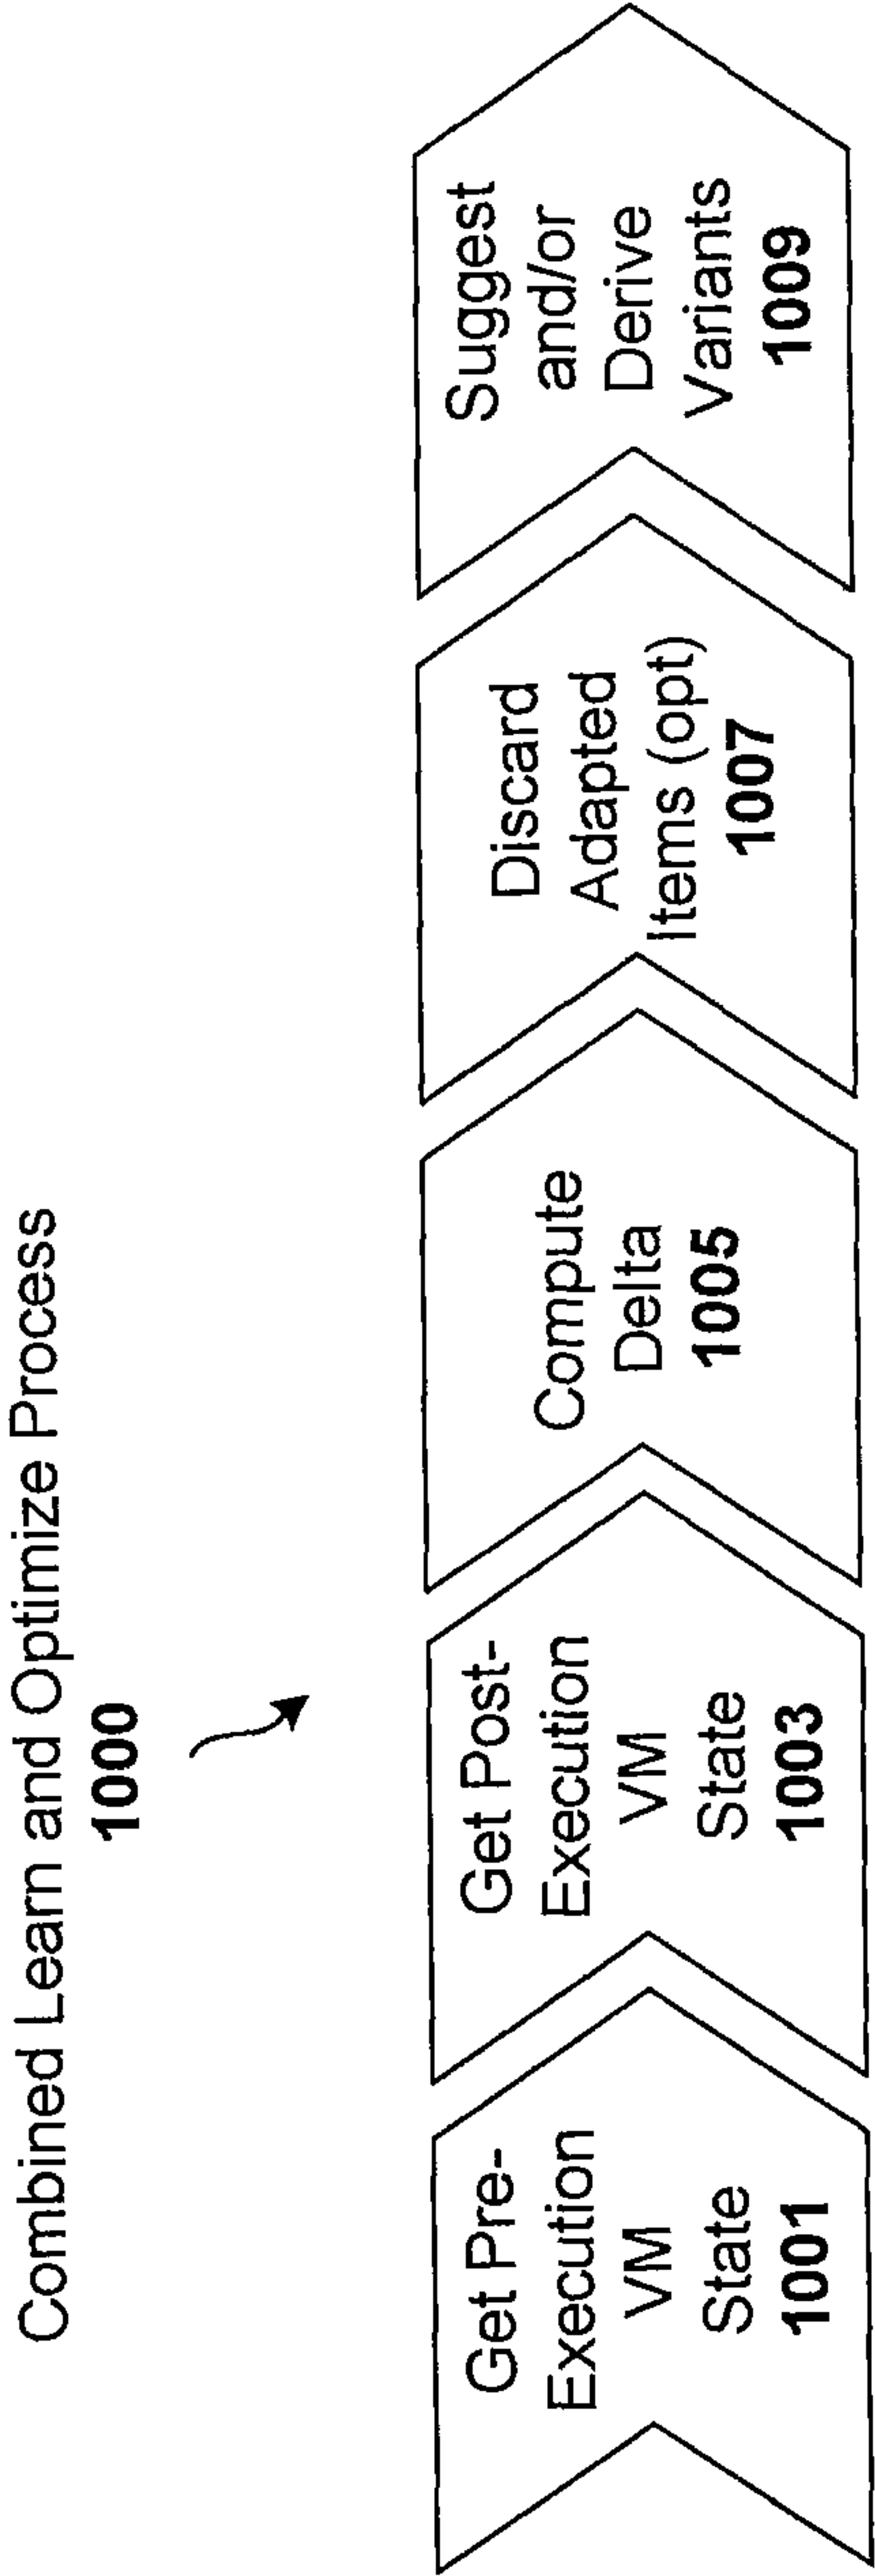 Combined Learn and Optimize Process
1000
Get Pre-
Execution
VM
State
1001
Get Post-
Execution
VM
State
1003
Compute
Delta
1005
Discard
Adapted
Items (opt)
1007
Suggest
and/or
Derive
Variants
1009